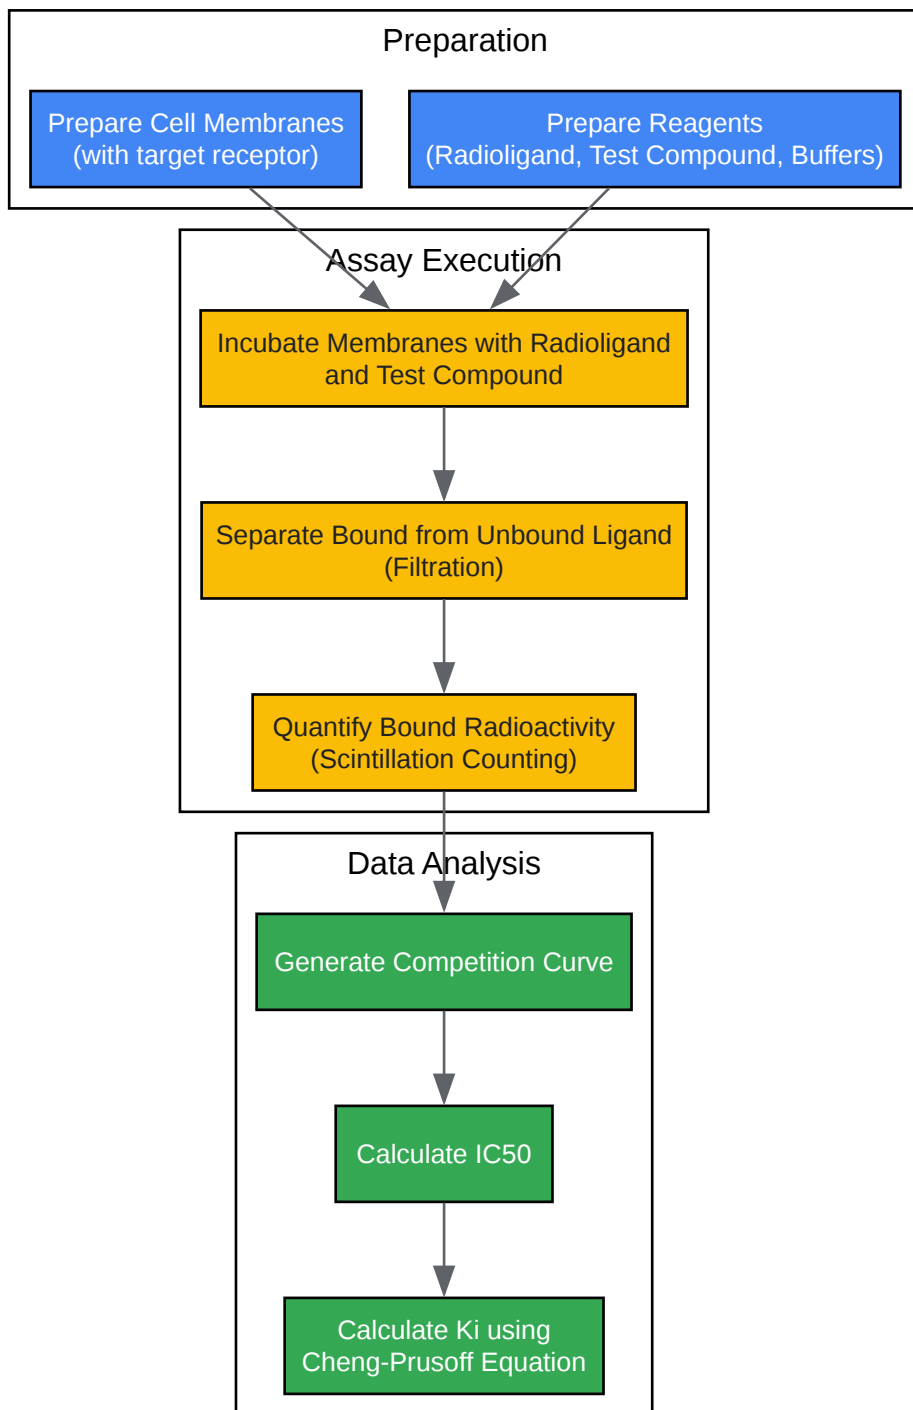 Preparation
Prepare Cell Membranes
(with target receptor)
Prepare Reagents
(Radioligand, Test Compound, Buffers)
Assay Execution
Incubate Membranes with Radioligand
and Test Compound
Separate Bound from Unbound Ligand
(Filtration)
Quantify Bound Radioactivity
(Scintillation Counting)
Data Analysis
Generate Competition Curve
Calculate IC50
Calculate Ki using
Cheng-Prusoff Equation